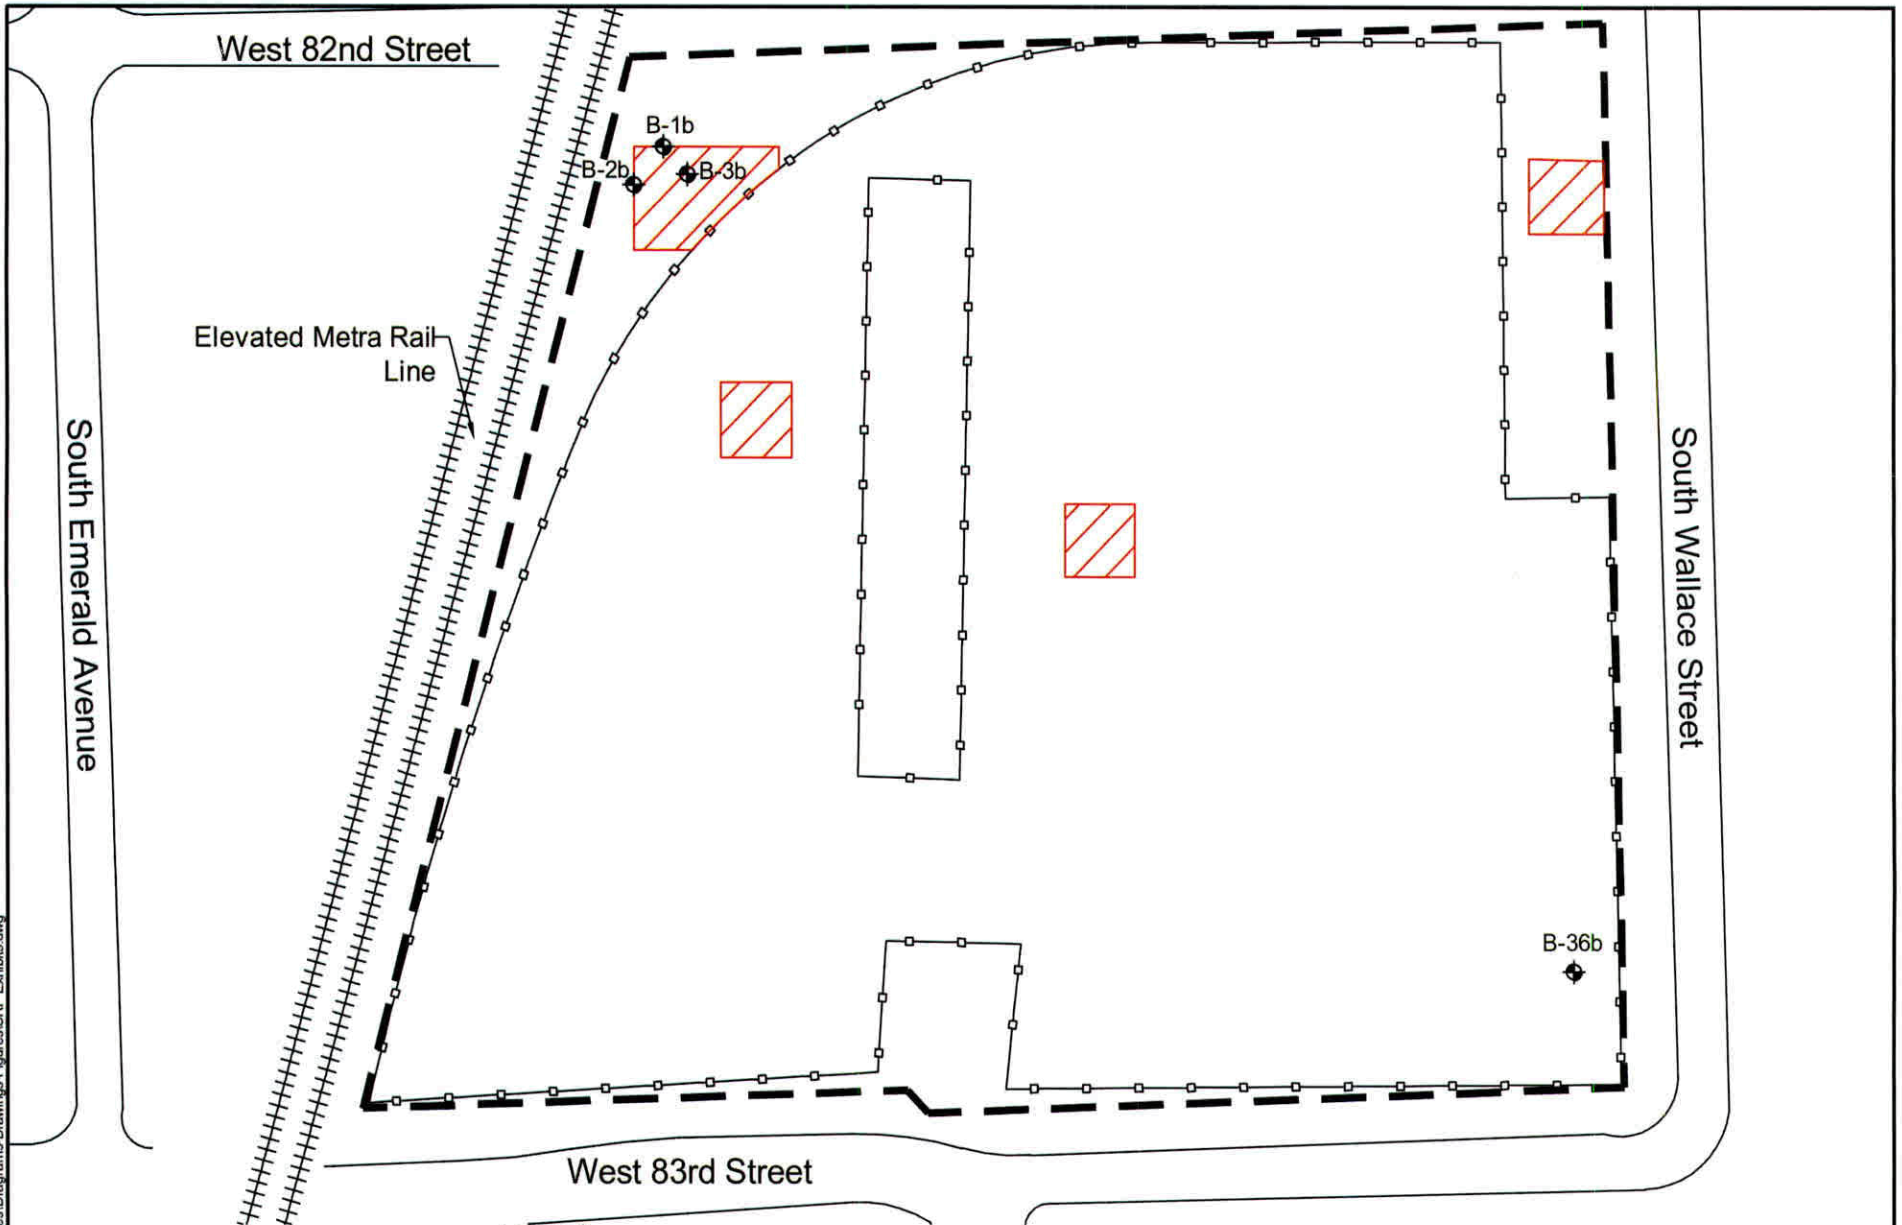 West 82nd Street
B-1b
B-2b
B-3b
Elevated Metra Rail
Line
South Emerald Avenue
South Wallace Street
B-36b
West 83rd Street